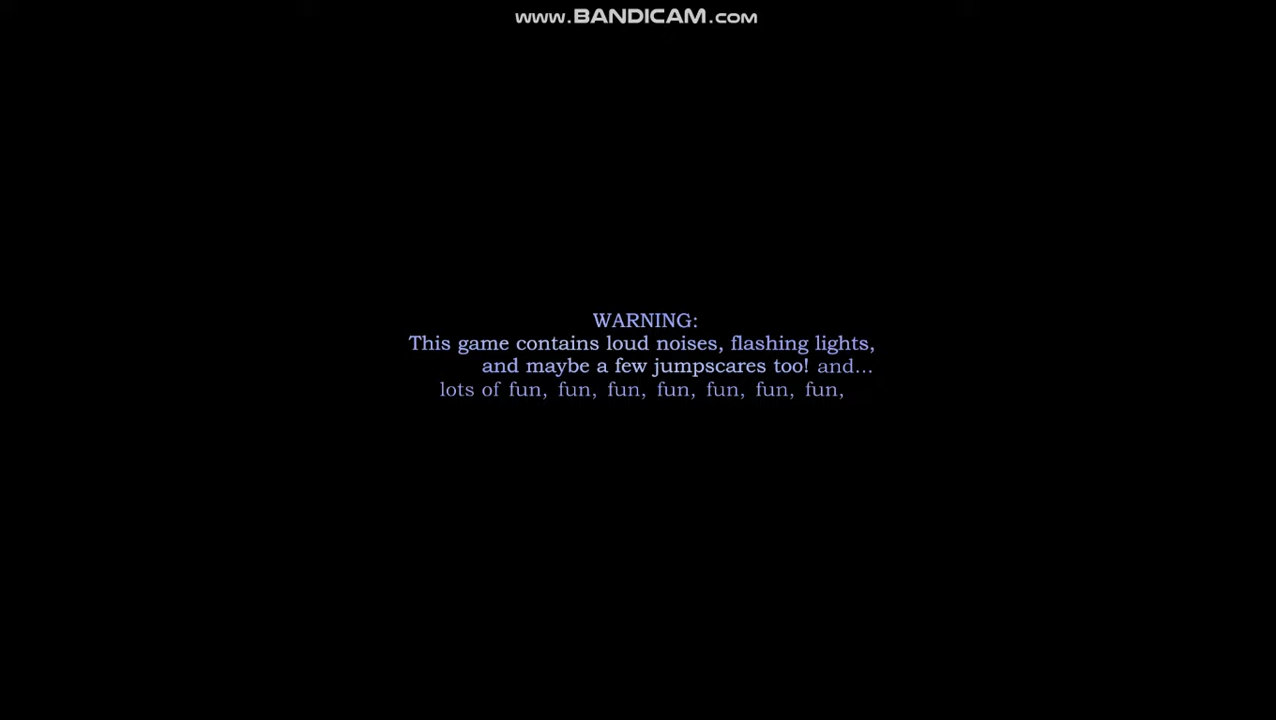 www.BANDICAM.com
WARNING:
This game contains loud noises, flashing lights,
and maybe a few jumpscares too! and...
lots of fun, fun, fun, fun, fun, fun, fun,